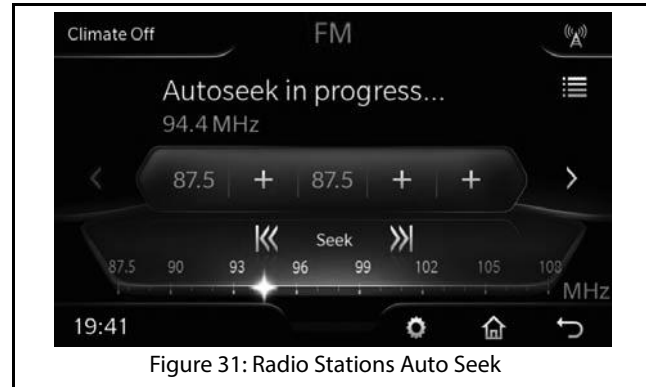 Climate Off FM
Autoseek in progress...
94.4 MHz
87.5 + 87.5 + +
Seek
87.5 90 93 96 99 102 105 108
MHz
19:41
Figure 31: Radio Stations Auto Seek